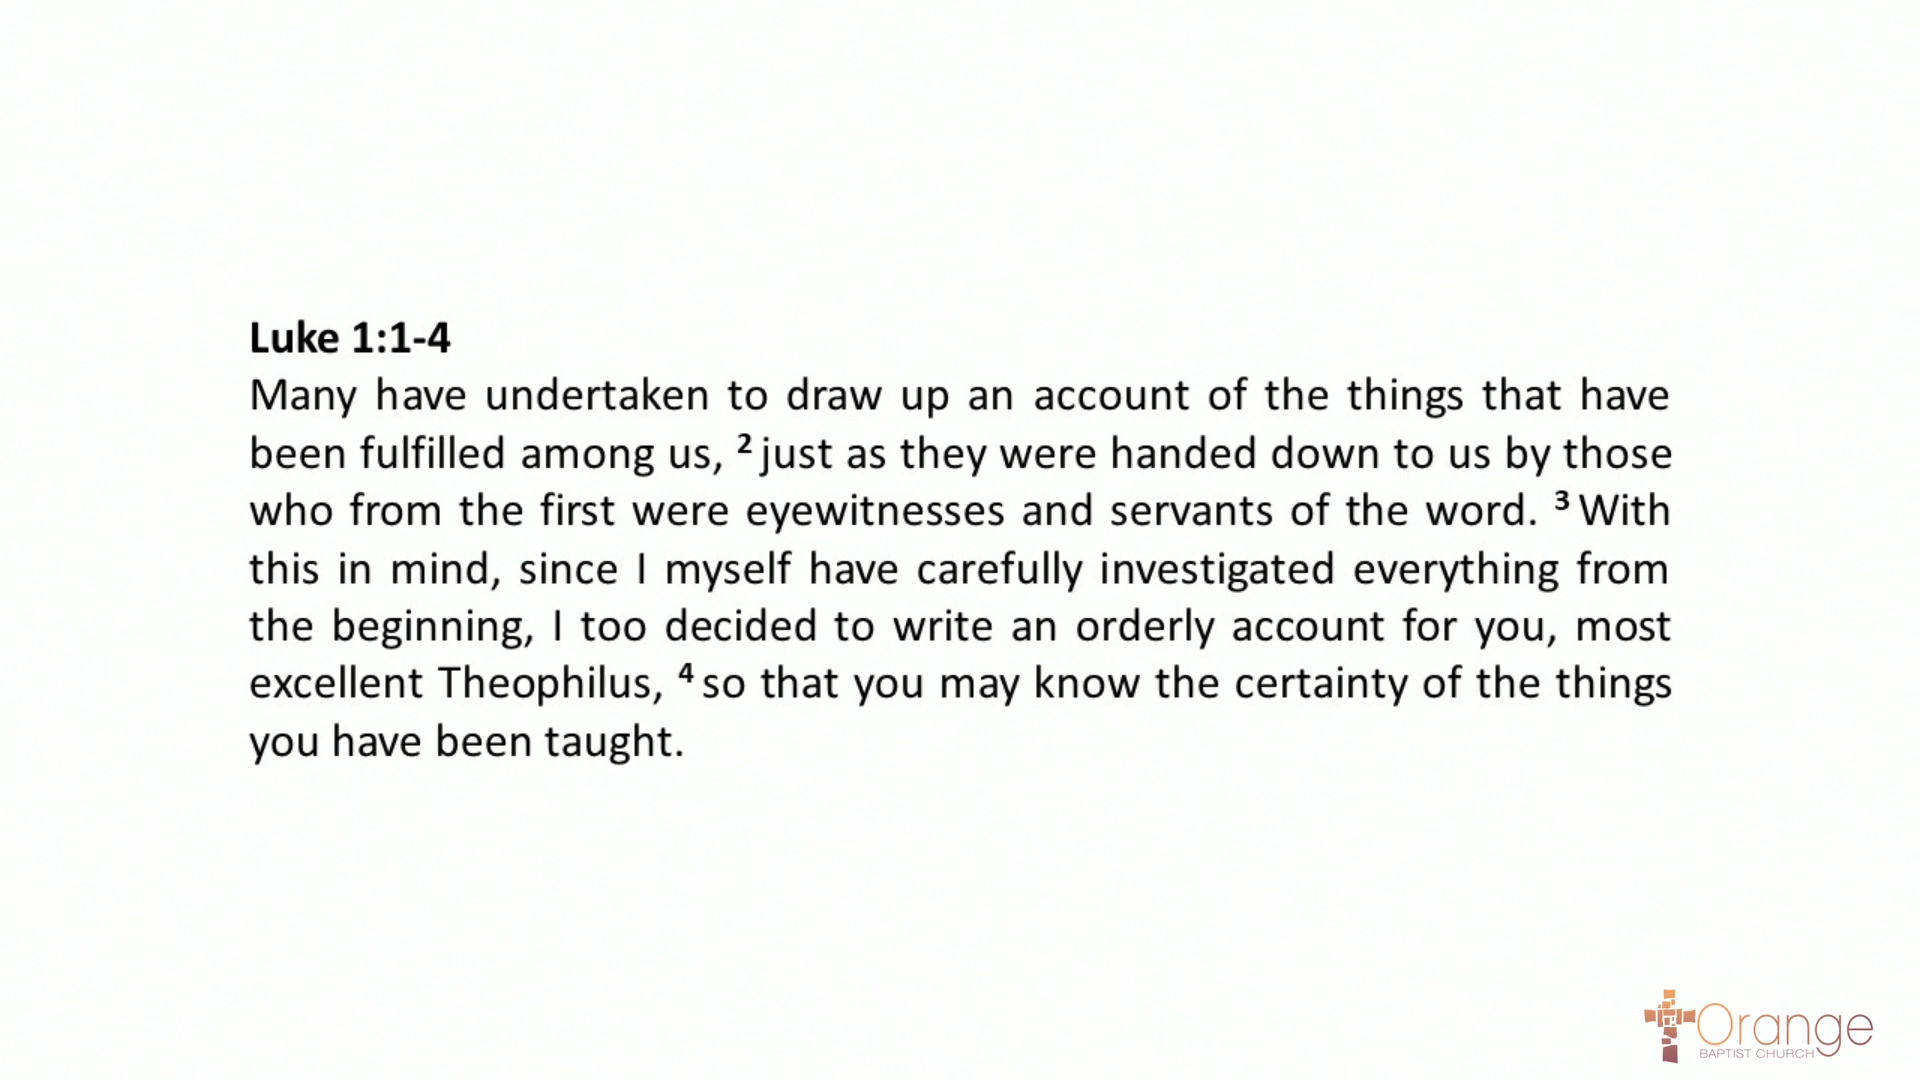 Luke 1:1-4
Many have undertaken to draw up an account of the things that have
been fulfilled among us, ² just as they were handed down to us by those
who from the first were eyewitnesses and servants of the word. ³ With
this in mind, since I myself have carefully investigated everything from
the beginning, I too decided to write an orderly account for you, most
excellent Theophilus, ⁴ so that you may know the certainty of the things
you have been taught.
Orange
BAPTIST CHURCH